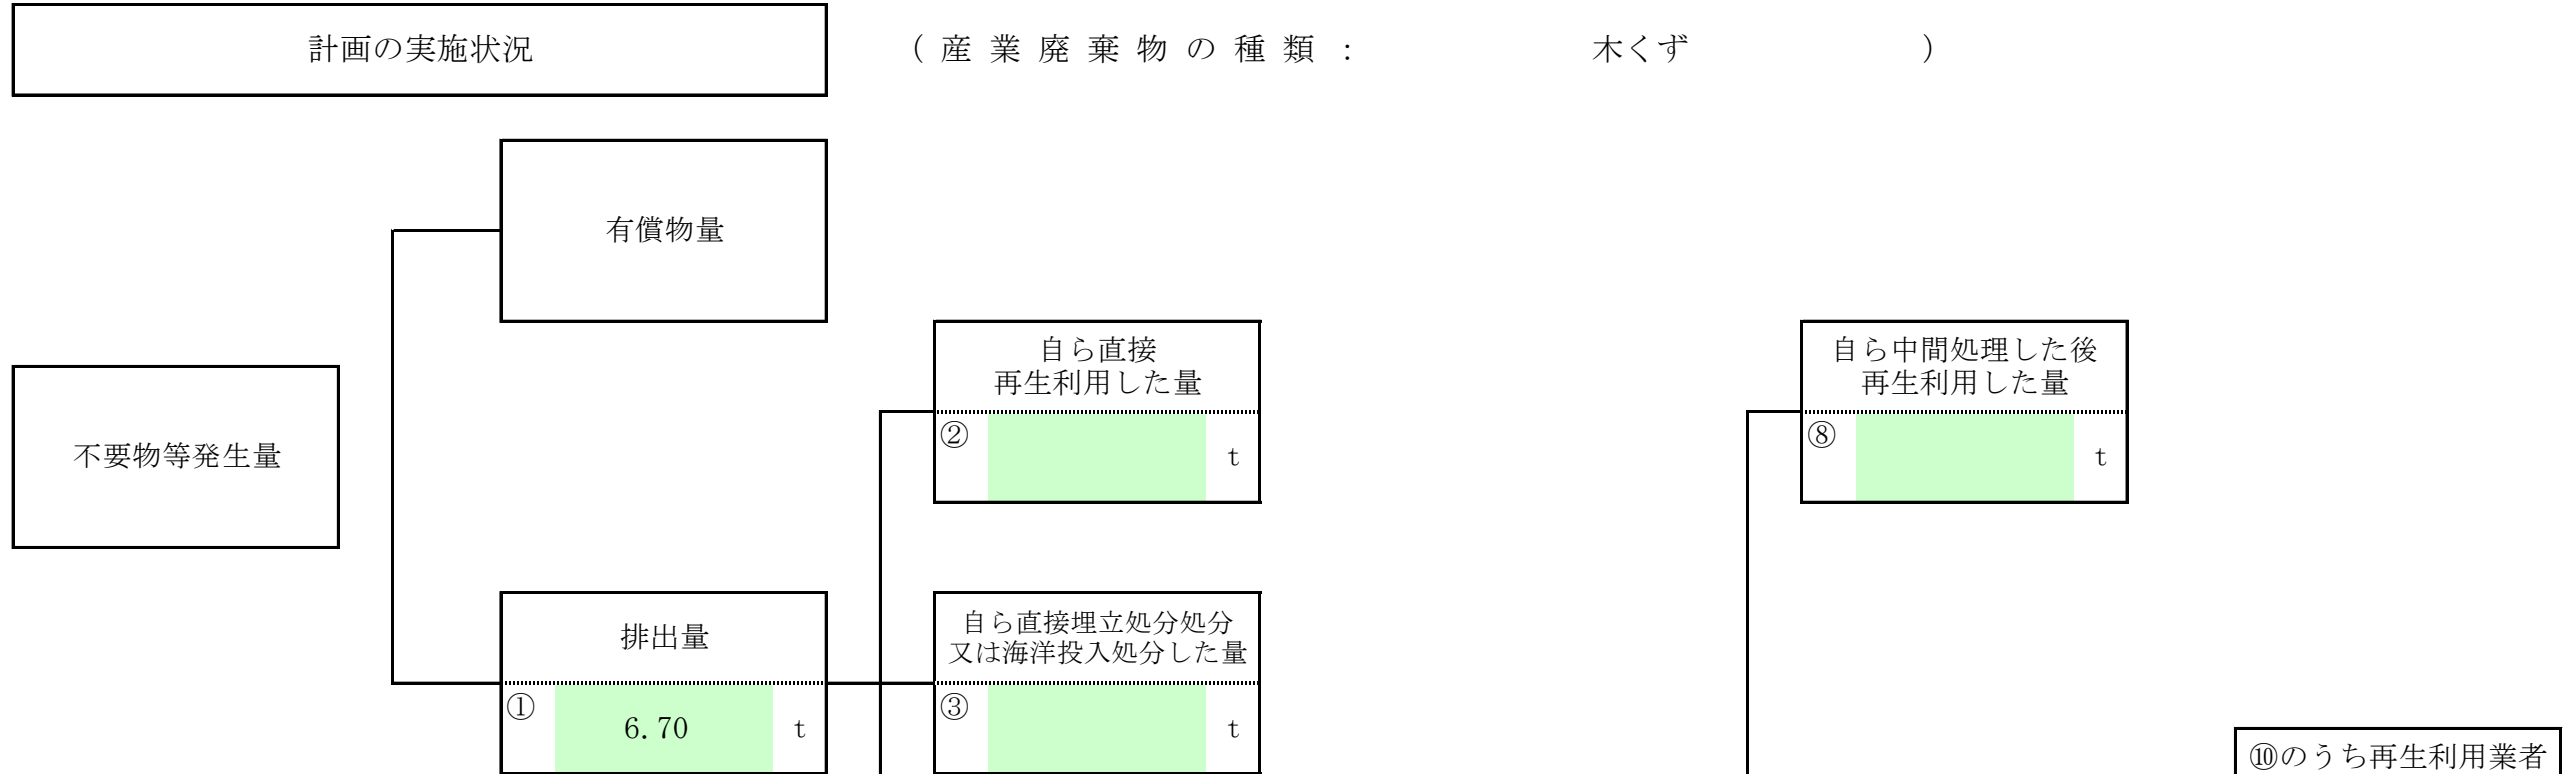 計画の実施状況
(産業廃棄物の種類: 木くず )
有償物量
自ら直接
再生利用した量
② t
自ら中間処理した後
再生利用した量
⑧ t
不要物等発生量
排出量
① 6.70 t
自ら直接埋立処分処分
又は海洋投入処分した量
③ t
⑩のうち再生利用業者